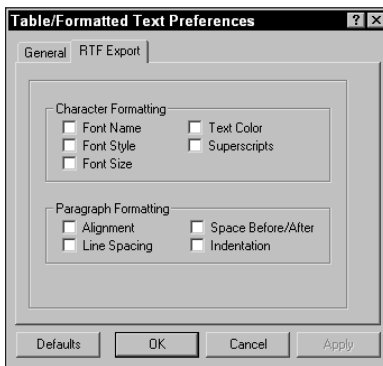 Table/Formatted Text Preferences
General RTF Export
Character Formatting
Font Name Text Color
Font Style Superscripts
Font Size
Paragraph Formatting
Alignment Space Before/After
Line Spacing Indentation
Defaults OK Cancel Apply